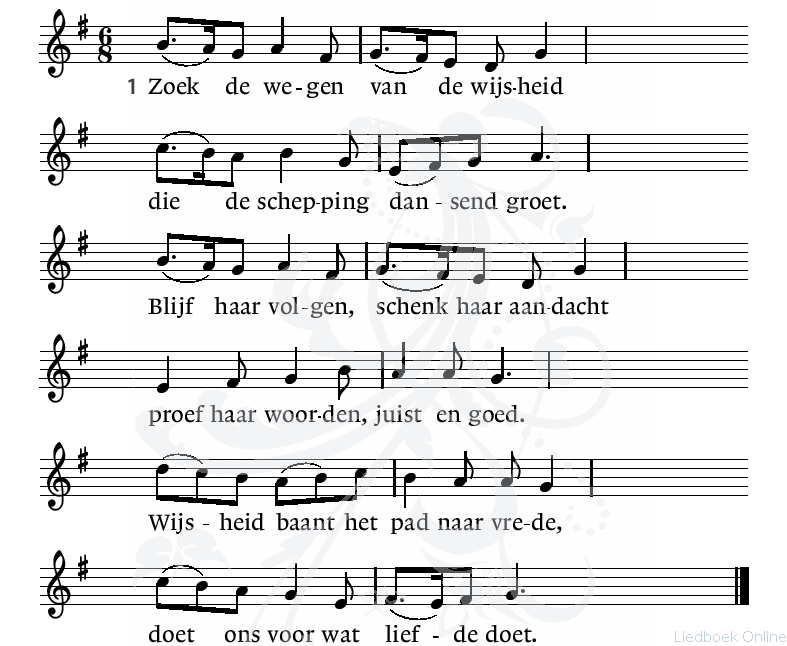 6
8
1 Zoek de we-gen van de wijs-heid
die de schep-ping dan - send groet.
Blijf haar vol-gen, schenk haar aan-dacht
proef haar woor-den, juist en goed.
Wijs - heid baant het pad naar vre-de,
doet ons voor wat lief - de doet.
Liedboek Online